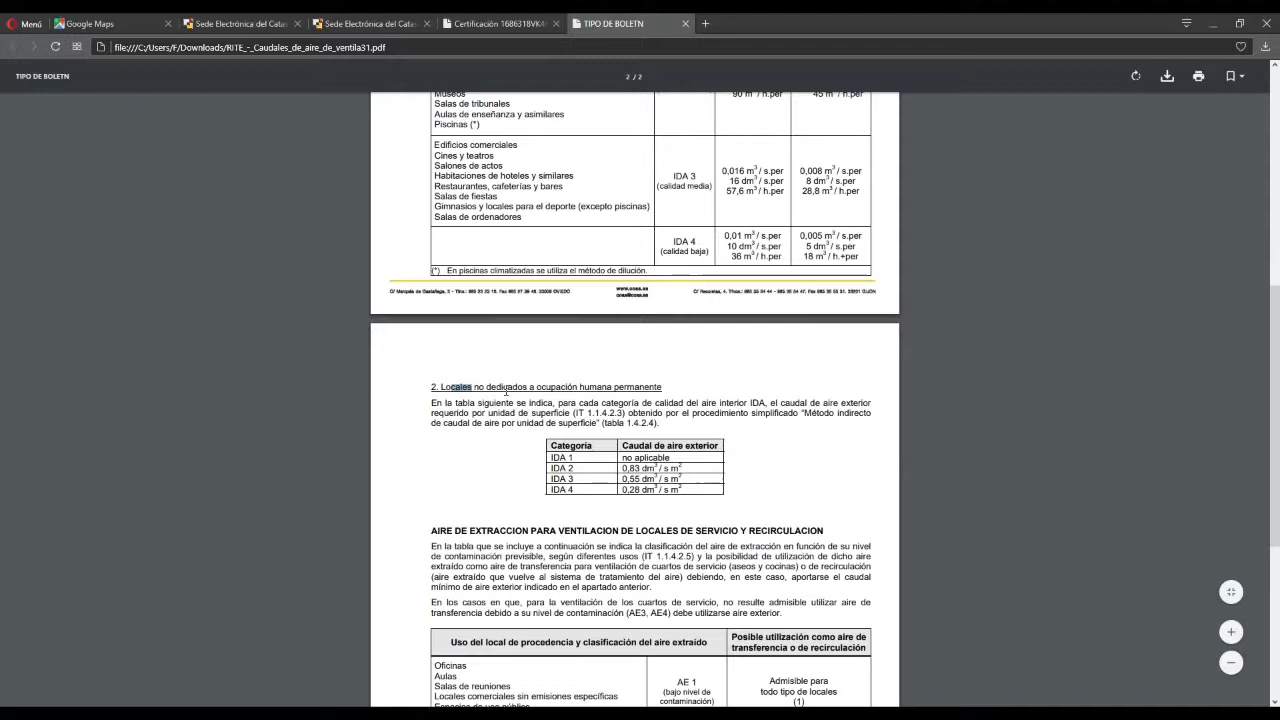 Menú
Google Maps
Sede Electrónica del Catas
Sede Electrónica del Catas
Certificación 1686318VK4
TIPO DE BOLETN
file:///C:/Users/F/Downloads/RITE_-_Caudales_de_aire_de_ventila31.pdf
TIPO DE BOLETN
2 / 2
Museos
Salas de tribunales
Aulas de enseñanza y asimilares
Piscinas (*)
90 m³ / h.per
45 m³ / h.per
Edificios comerciales
Cines y teatros
Salones de actos
Habitaciones de hoteles y similares
Restaurantes, cafeterías y bares
Salas de fiestas
Gimnasios y locales para el deporte (excepto piscinas)
Salas de ordenadores
IDA 3
(calidad media)
0,016 m³ / s.per
16 dm³ / s.per
57,6 m³ / h.per
0,008 m³ / s.per
8 dm³ / s.per
28,8 m³ / h.per
IDA 4
(calidad baja)
0,01 m³ / s.per
10 dm³ / s.per
36 m³ / h.per
0,005 m³ / s.per
5 dm³ / s.per
18 m³ / h.+per
(*) En piscinas climatizadas se utiliza el método de dilución.
2. Locales no dedicados a ocupación humana permanente
En la tabla siguiente se indica, para cada categoría de calidad del aire interior IDA, el caudal de aire exterior
requerido por unidad de superficie (IT 1.1.4.2.3) obtenido por el procedimiento simplificado “Método indirecto
de caudal de aire por unidad de superficie” (tabla 1.4.2.4).
Categoría Caudal de aire exterior
IDA 1 no aplicable
IDA 2 0,83 dm³ / s m²
IDA 3 0,55 dm³ / s m²
IDA 4 0,28 dm³ / s m²
AIRE DE EXTRACCION PARA VENTILACION DE LOCALES DE SERVICIO Y RECIRCULACION
En la tabla que se incluye a continuación se indica la clasificación del aire de extracción en función de su nivel
de contaminación previsible, según diferentes usos (IT 1.1.4.2.5) y la posibilidad de utilización de dicho aire
extraído como aire de transferencia para ventilación de cuartos de servicio (aseos y cocinas) o de recirculación
(aire extraído que vuelve al sistema de tratamiento del aire) debiendo, en este caso, aportarse el caudal
mínimo de aire exterior indicado en el apartado anterior.
En los casos en que, para la ventilación de los cuartos de servicio, no resulte admisible utilizar aire de
transferencia debido a su nivel de contaminación (AE3, AE4) debe utilizarse aire exterior.
Uso del local de procedencia y clasificación del aire extraído
Posible utilización como aire de
transferencia o de recirculación
Oficinas
Aulas
Salas de reuniones
Locales comerciales sin emisiones específicas
Espacios de uso público
AE 1
(bajo nivel de
contaminación)
Admisible para
todo tipo de locales
(1)